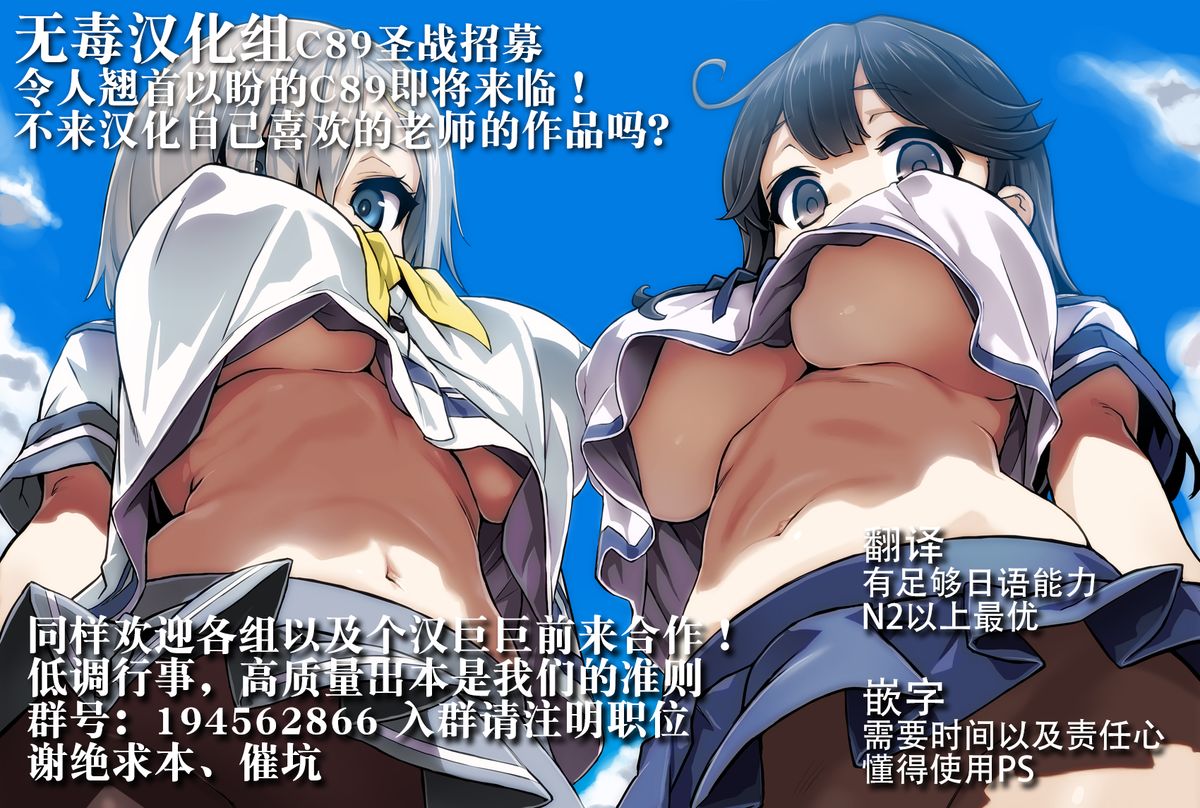 无毒汉化组C89圣战招募
令人翘首以盼的C89即将来临！
不来汉化自己喜欢的老师的作品吗?
翻译
有足够日语能力
N2以上最优
同样欢迎各组以及个汉巨巨前来合作！
低调行事，高质量出本是我们的准则
群号：194562866 入群请注明职位
谢绝求本、催坑
嵌字
需要时间以及责任心
懂得使用PS